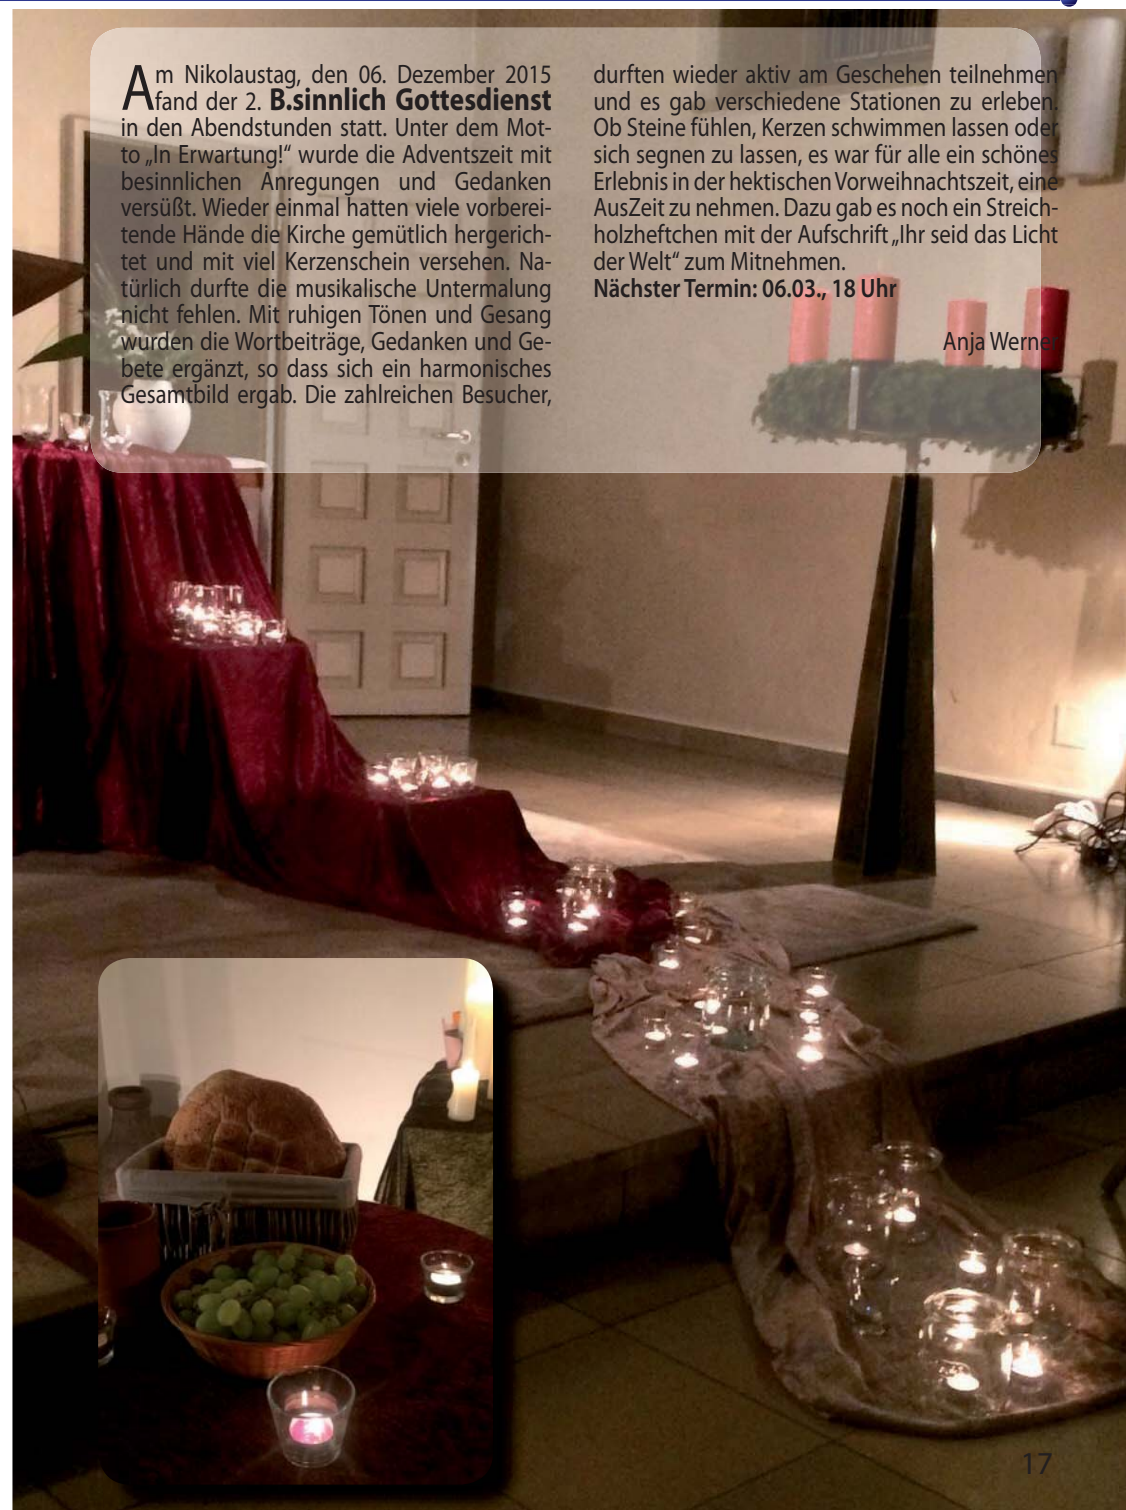 Am Nikolaustag, den 06. Dezember 2015
fand der 2. B.sinnlich Gottesdienst
in den Abendstunden statt. Unter dem Mot-
to „In Erwartung!“ wurde die Adventszeit mit
besinnlichen Anregungen und Gedanken
versüßt. Wieder einmal hatten viele vorberei-
tende Hände die Kirche gemütlich hergerich-
tet und mit viel Kerzenschein versehen. Na-
türlich durfte die musikalische Untermalung
nicht fehlen. Mit ruhigen Tönen und Gesang
wurden die Wortbeiträge, Gedanken und Ge-
bete ergänzt, so dass sich ein harmonisches
Gesamtbild ergab. Die zahlreichen Besucher,
durften wieder aktiv am Geschehen teilnehmen
und es gab verschiedene Stationen zu erleben.
Ob Steine fühlen, Kerzen schwimmen lassen oder
sich segnen zu lassen, es war für alle ein schönes
Erlebnis in der hektischen Vorweihnachtszeit, eine
AusZeit zu nehmen. Dazu gab es noch ein Streich-
holzheftchen mit der Aufschrift „Ihr seid das Licht
der Welt“ zum Mitnehmen.
Nächster Termin: 06.03., 18 Uhr
Anja Werner
17